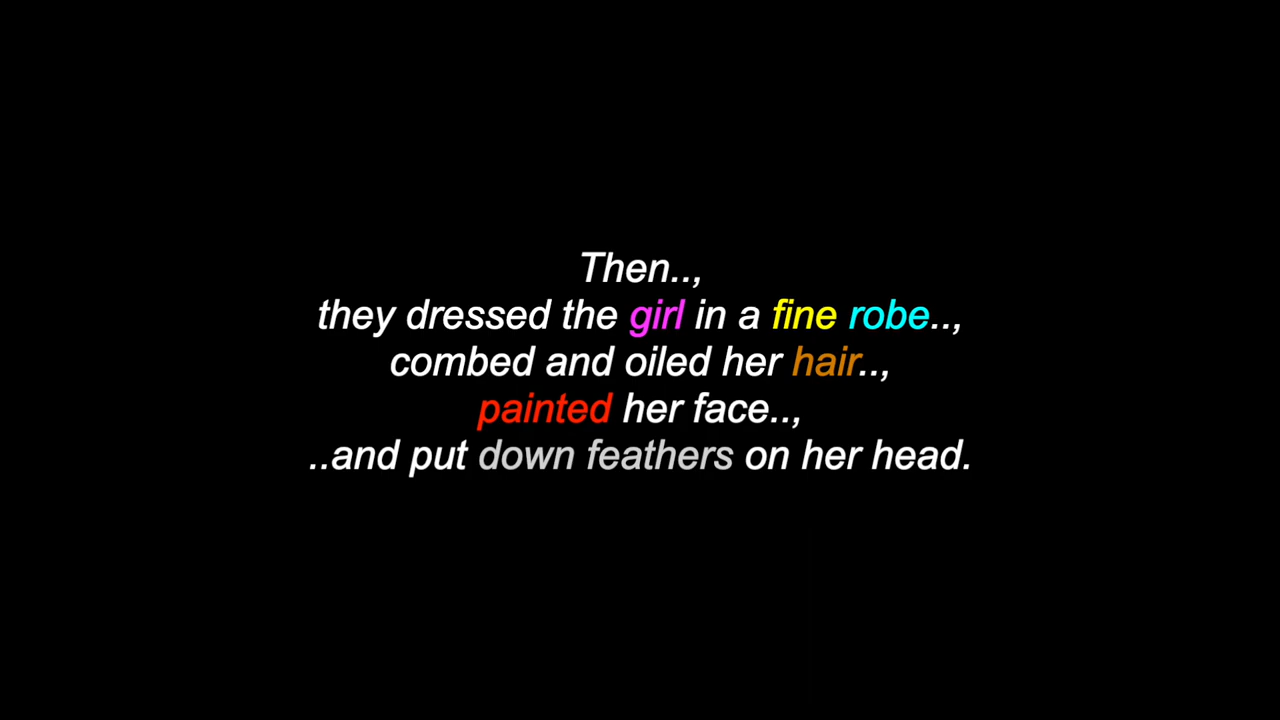 Then..,
they dressed the girl in a fine robe..,
combed and oiled her hair..,
painted her face..,
..and put down feathers on her head.